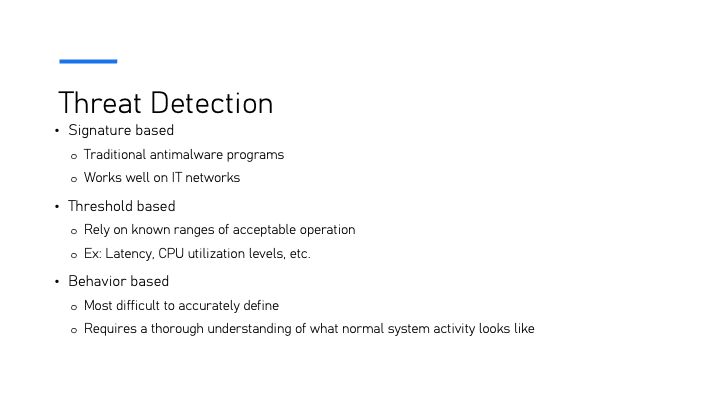 Threat Detection
• Signature based
o Traditional antimalware programs
o Works well on IT networks
• Threshold based
o Rely on known ranges of acceptable operation
o Ex: Latency, CPU utilization levels, etc.
• Behavior based
o Most difficult to accurately define
o Requires a thorough understanding of what normal system activity looks like